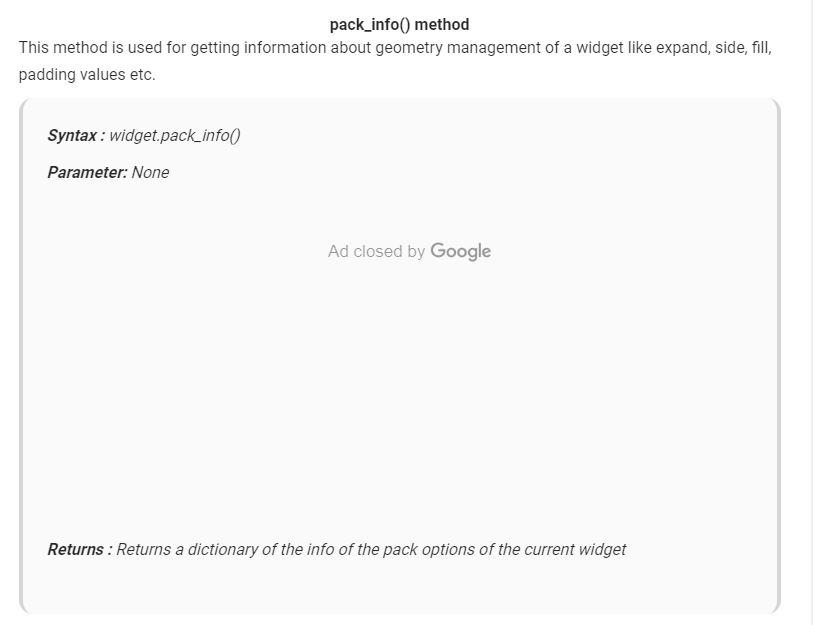 pack_info() method
This method is used for getting information about geometry management of a widget like expand, side, fill,
padding values etc.
Syntax : widget.pack_info()
Parameter: None
Ad closed by Google
Returns : Returns a dictionary of the info of the pack options of the current widget